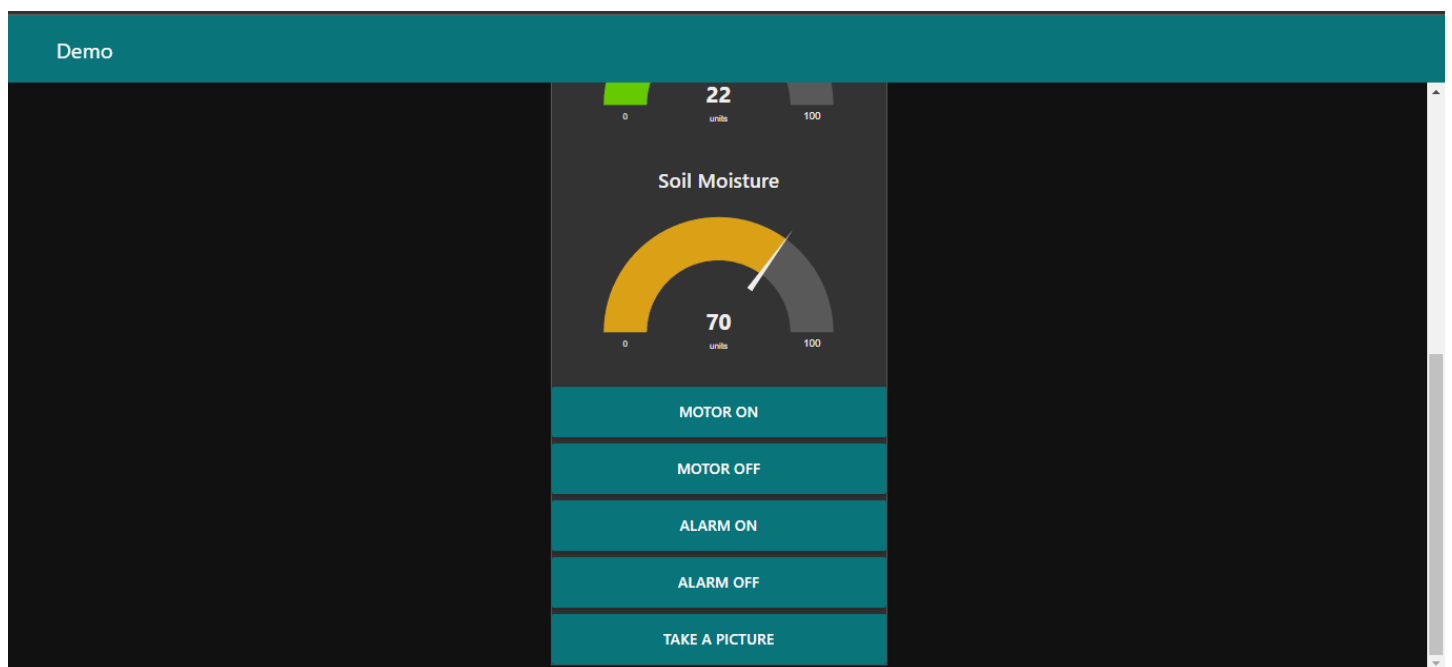 Demo
22
0 units 100
Soil Moisture
70
0 units 100
MOTOR ON
MOTOR OFF
ALARM ON
ALARM OFF
TAKE A PICTURE